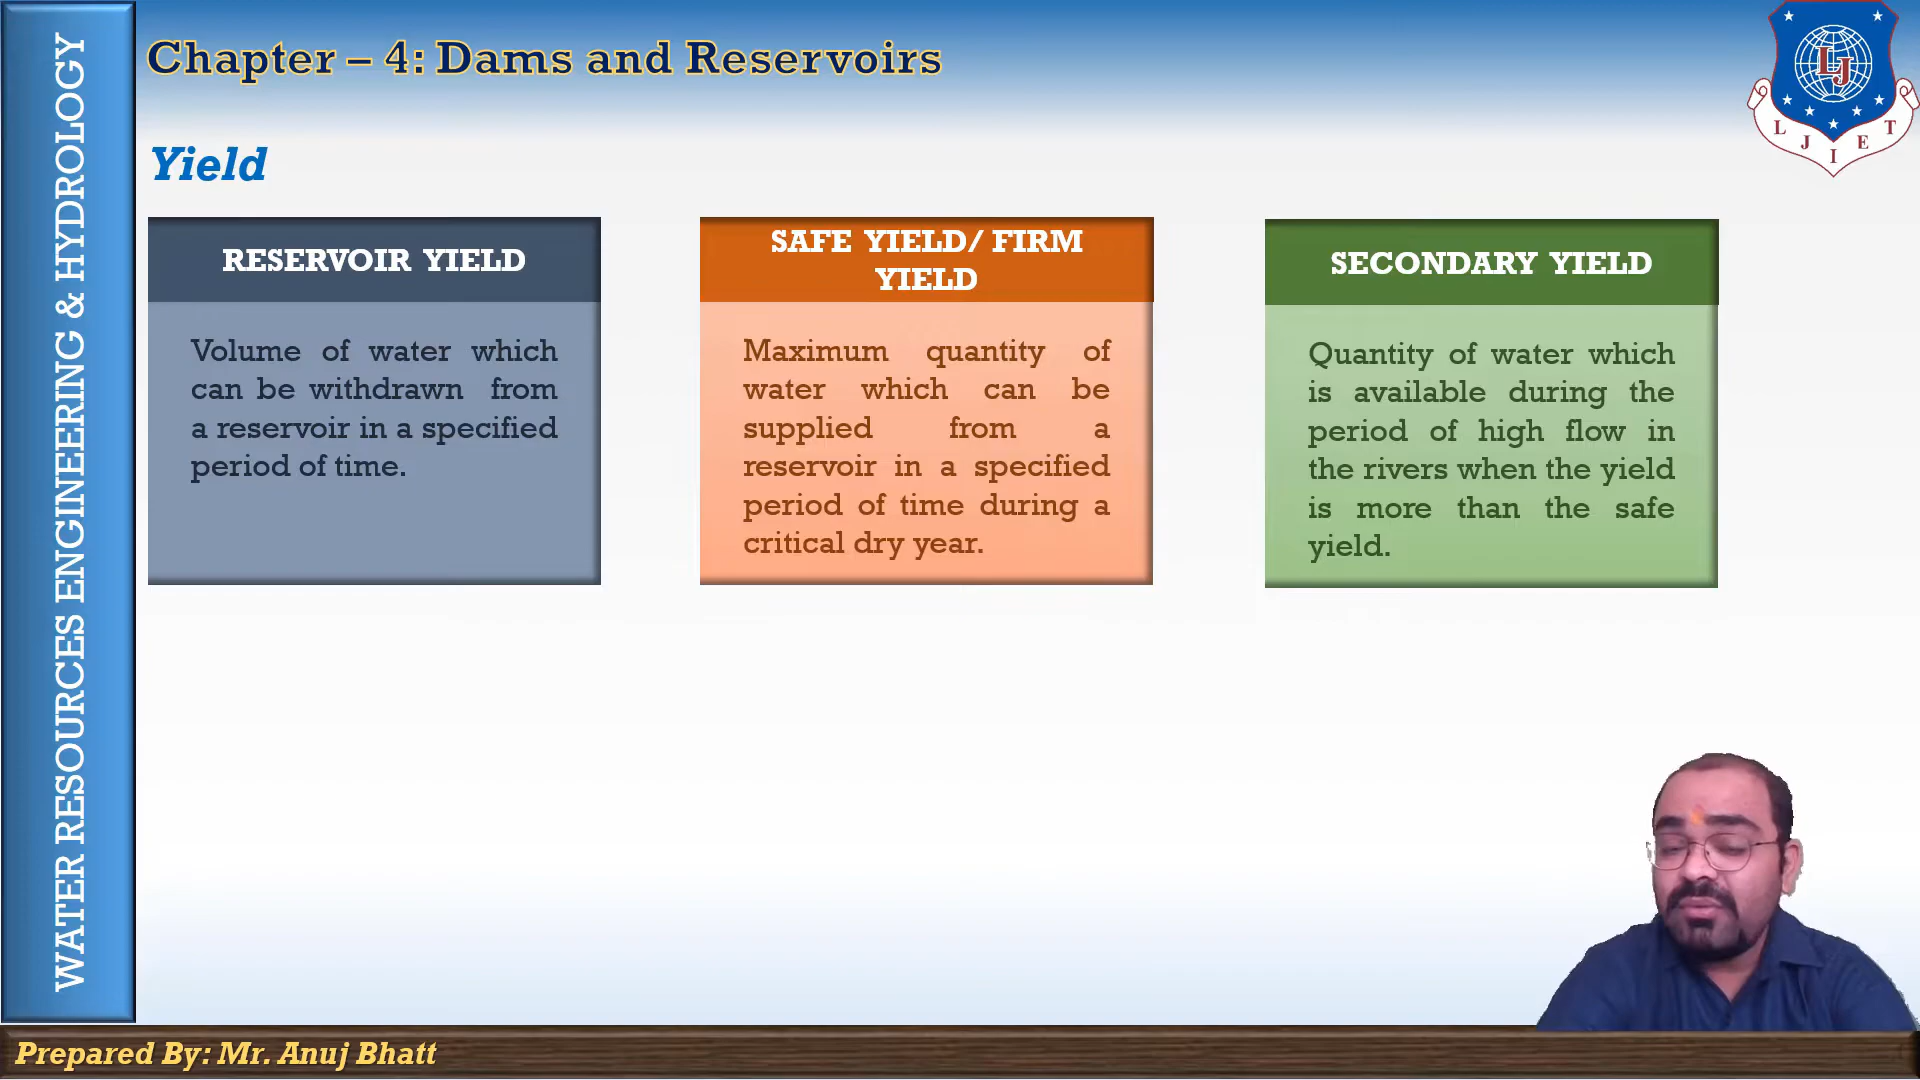 WATER RESOURCES ENGINEERING & HYDROLOGY
Chapter – 4: Dams and Reservoirs
LJ
L J I E T
Yield
RESERVOIR YIELD
Volume of water which
can be withdrawn from
a reservoir in a specified
period of time.
SAFE YIELD/ FIRM
YIELD
Maximum quantity of
water which can be
supplied from a
reservoir in a specified
period of time during a
critical dry year.
SECONDARY YIELD
Quantity of water which
is available during the
period of high flow in
the rivers when the yield
is more than the safe
yield.
Prepared By: Mr. Anuj Bhatt